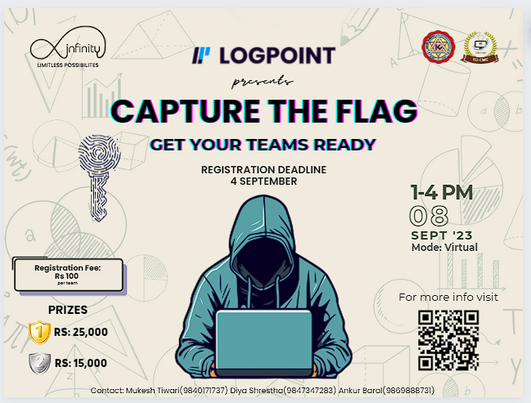 Infinity
LIMITLESS POSSIBILITES
LOGPOINT
presents
CAPTURE THE FLAG
GET YOUR TEAMS READY
REGISTRATION DEADLINE
4 SEPTEMBER
1-4 PM
08
SEPT '23
Mode: Virtual
Registration Fee:
Rs 100
per team
PRIZES
1 RS: 25,000
2 RS: 15,000
For more info visit
Contact: Mukesh Tiwari(9840171737) Diya Shrestha(9847347283) Ankur Baral(9869888731)